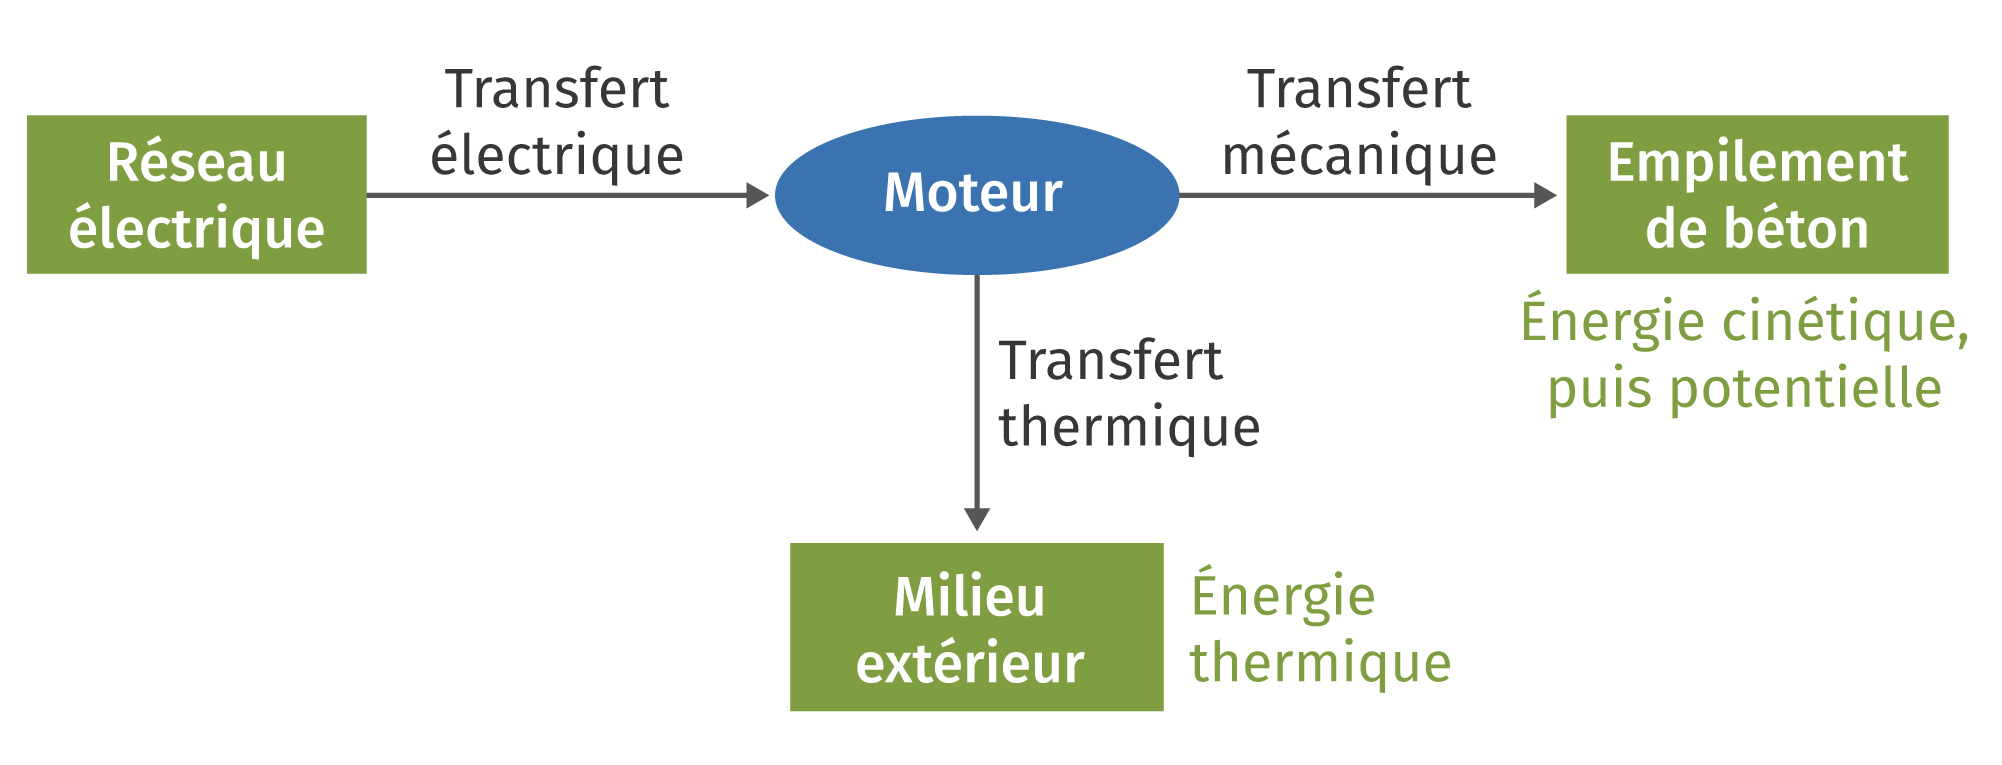 Transfert
électrique
Transfert
mécanique
Réseau
électrique
Moteur
Empilement
de béton
Énergie cinétique,
puis potentielle
Transfert
thermique
Milieu
extérieur
Énergie
thermique